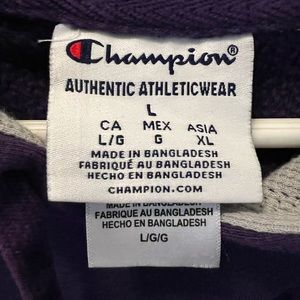 Champion®
AUTHENTIC ATHLETICWEAR
L
CA MEX ASIA
L/G G XL
MADE IN BANGLADESH
FABRIQUÉ AU BANGLADESH
HECHO EN BANGLADESH
CHAMPION.COM
MADE IN BANGLADESH
FABRIQUE AU BANGLADESH
HECHO EN BANGLADESH
L/G/G